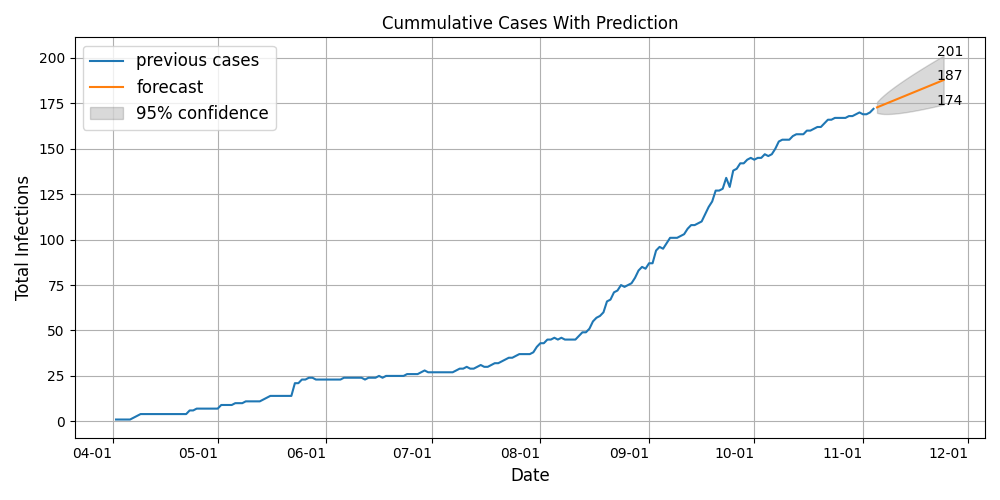 Cummulative Cases With Prediction
previous cases
forecast
95% confidence
201
187
174
200
175
150
125
100
75
50
25
0
Total Infections
04-01 05-01 06-01 07-01 08-01 09-01 10-01 11-01 12-01
Date